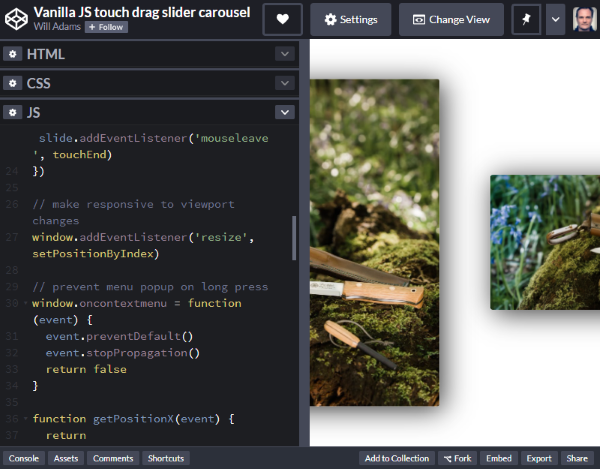 Vanilla JS touch drag slider carousel
Will Adams + Follow
Settings
Change View
HTML
CSS
JS
slide.addEventListener('mouseleave
', touchEnd)
24 })
25
26 // make responsive to viewport
changes
27 window.addEventListener('resize',
setPositionByIndex)
28
29 // prevent menu popup on long press
30 window.oncontextmenu = function
(event) {
31 event.preventDefault()
32 event.stopPropagation()
33 return false
34 }
35
36 function getPositionX(event) {
37 return
Console Assets Comments Shortcuts
Add to Collection Fork Embed Export Share